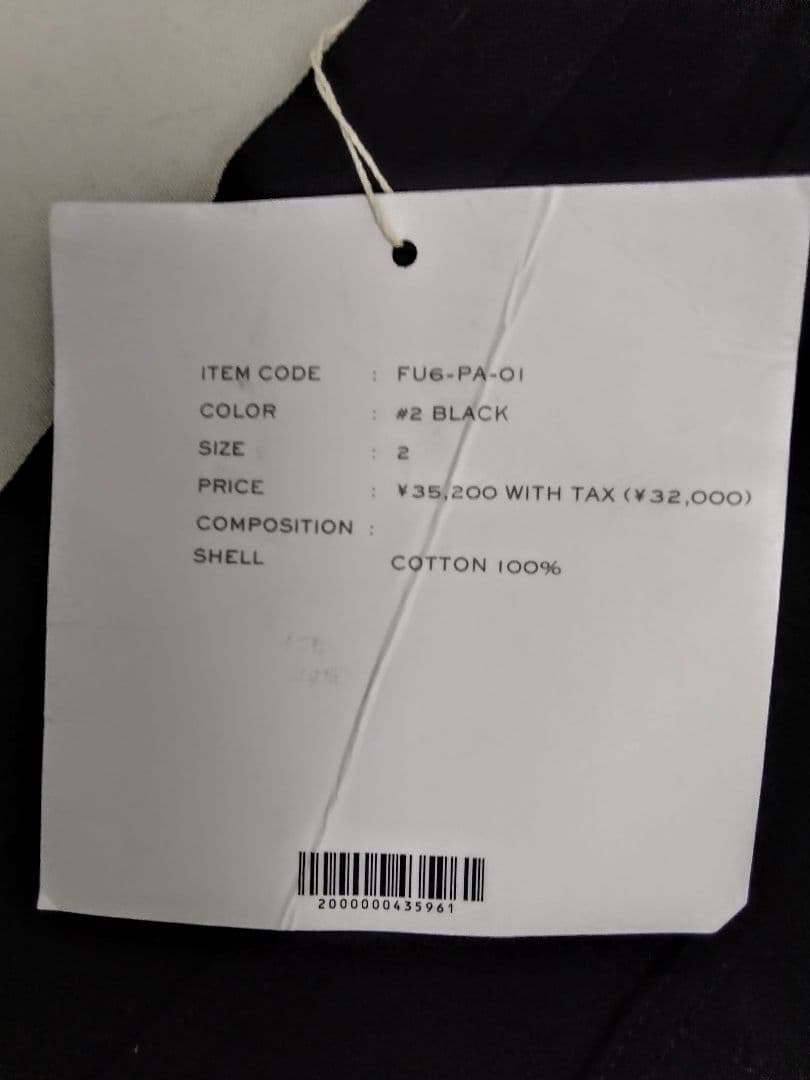 ITEM CODE : FU6-PA-01
COLOR : #2 BLACK
SIZE : 2
PRICE : ¥35,200 WITH TAX (¥32,000)
COMPOSITION :
SHELL COTTON 100%
2000000435961